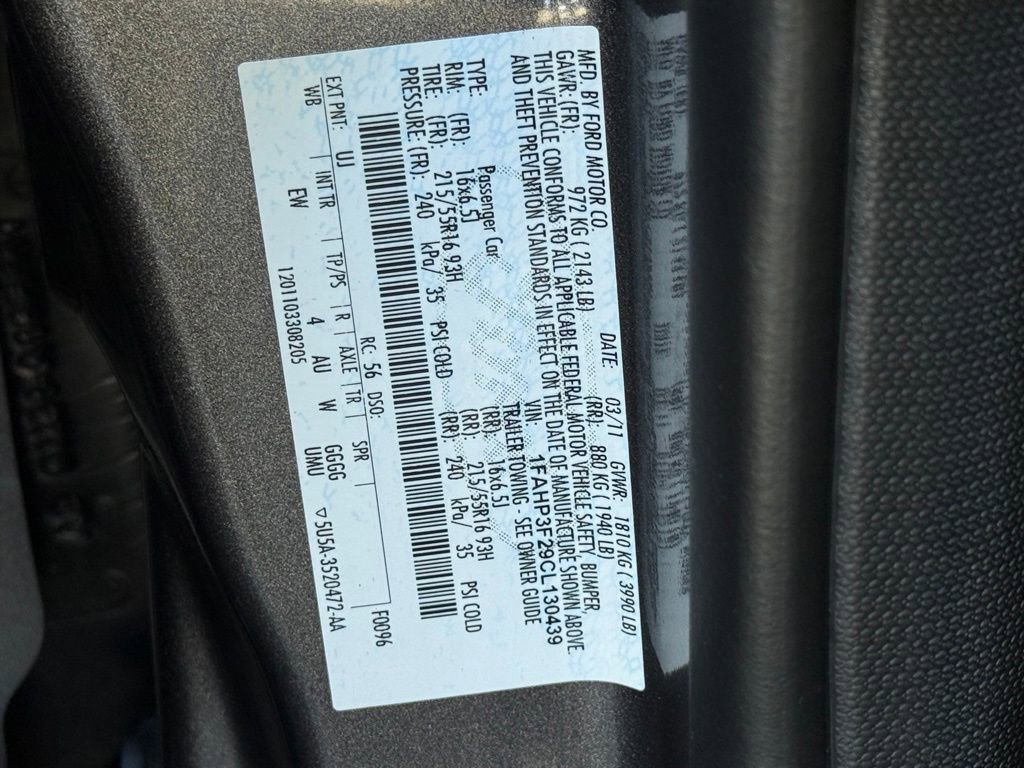 MFD. BY FORD MOTOR CO.
DATE: 03/11 GVWR: 1810 KG ( 3990 LB)
GAWR: (FR): 972 KG ( 2143 LB) (RR): 880 KG ( 1940 LB)
THIS VEHICLE CONFORMS TO ALL APPLICABLE FEDERAL MOTOR VEHICLE SAFETY, BUMPER,
AND THEFT PREVENTION STANDARDS IN EFFECT ON THE DATE OF MANUFACTURE SHOWN ABOVE.
VIN: 1FAHP3F29CL130439
TYPE: Passenger Car TRAILER TOWING - SEE OWNER GUIDE
RIM: (FR): 16x6.5J (RR): 16x6.5J
TIRE: (FR): 215/55R16 93H (RR): 215/55R16 93H
PRESSURE: (FR): 240 kPa/ 35 PSI COLD (RR): 240 kPa/ 35 PSI COLD
F0096
EXT PNT: UJ RC: 56 DSO:
WB | INT TR | TP/PS | R | AXLE | TR | SPR
EW 4 AU W GGGG
1201103308205 UMU ▽5U5A-3520472-AA